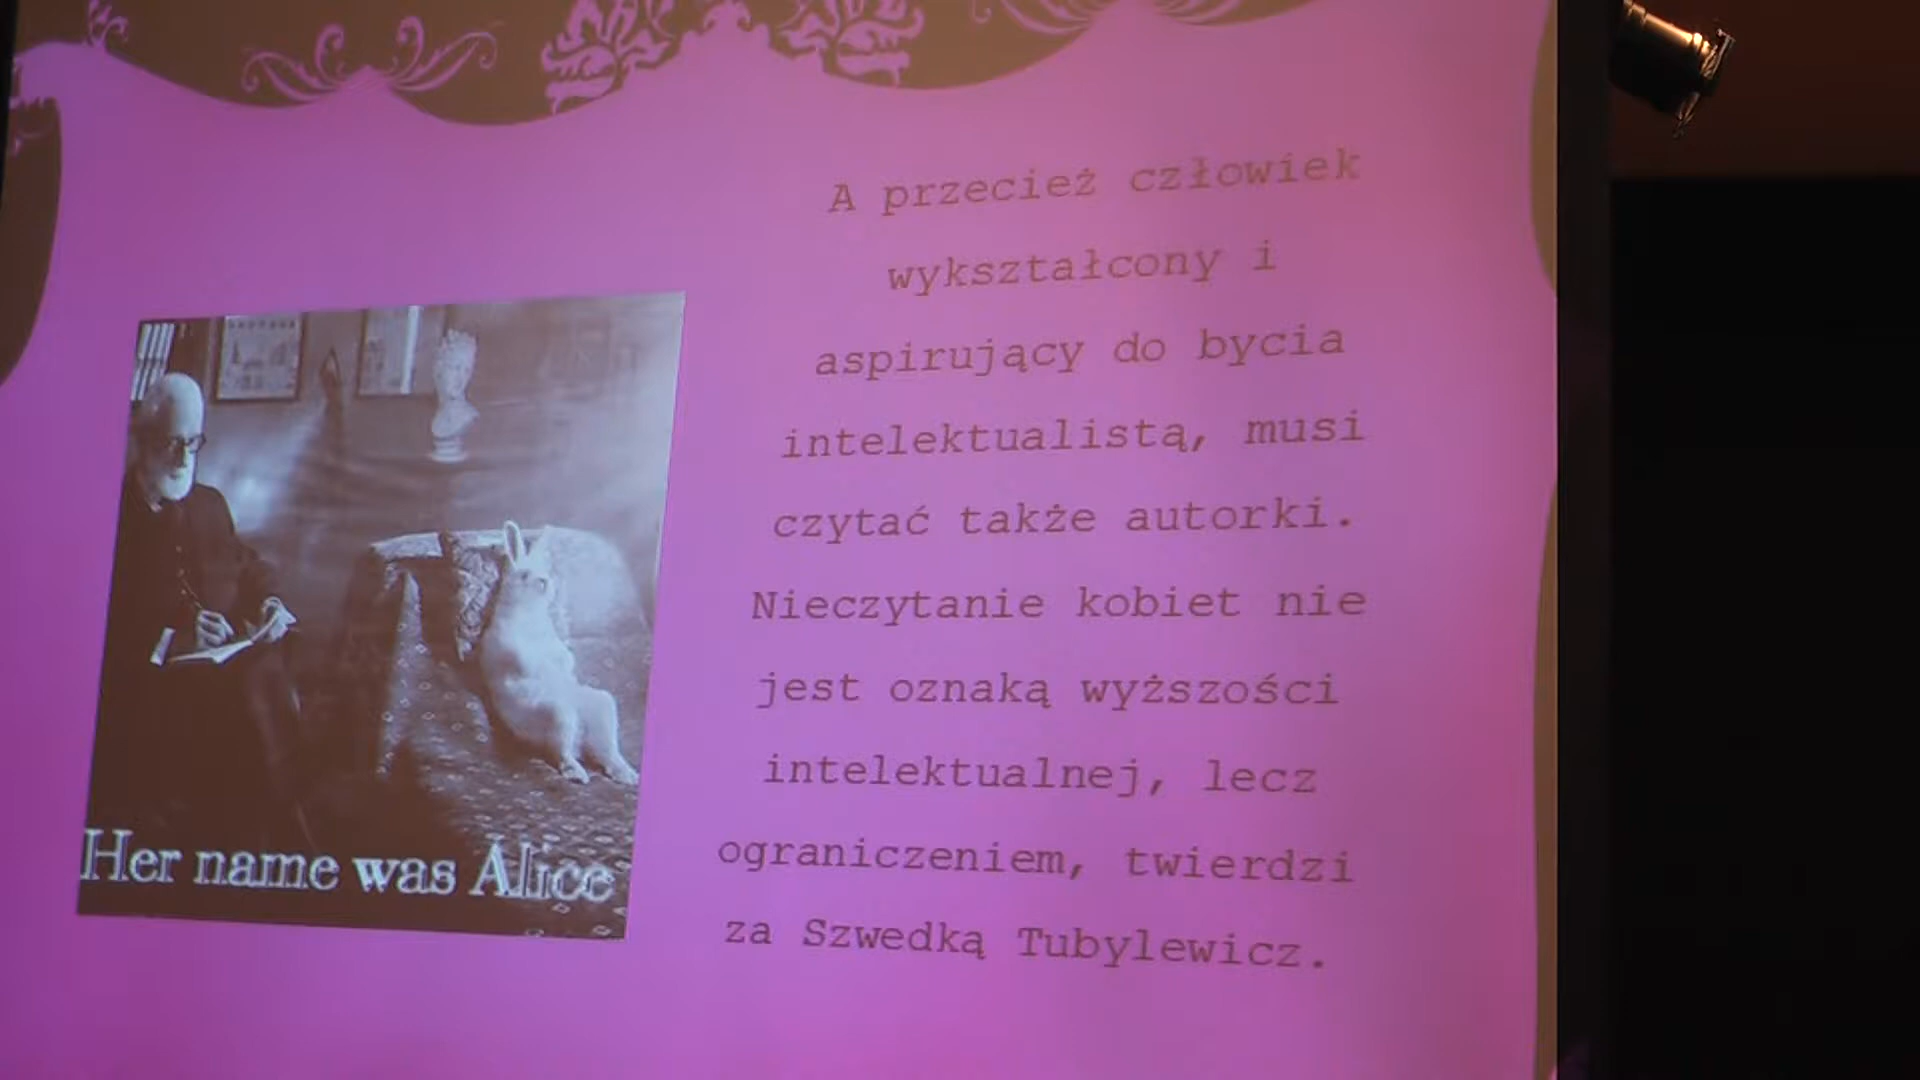 A przecież człowiek
wykształcony i
aspirujący do bycia
intelektualistą, musi
czytać także autorki.
Nieczytanie kobiet nie
jest oznaką wyższości
intelektualnej, lecz
ograniczeniem, twierdzi
za Szwedką Tubylewicz.
Her name was Alice